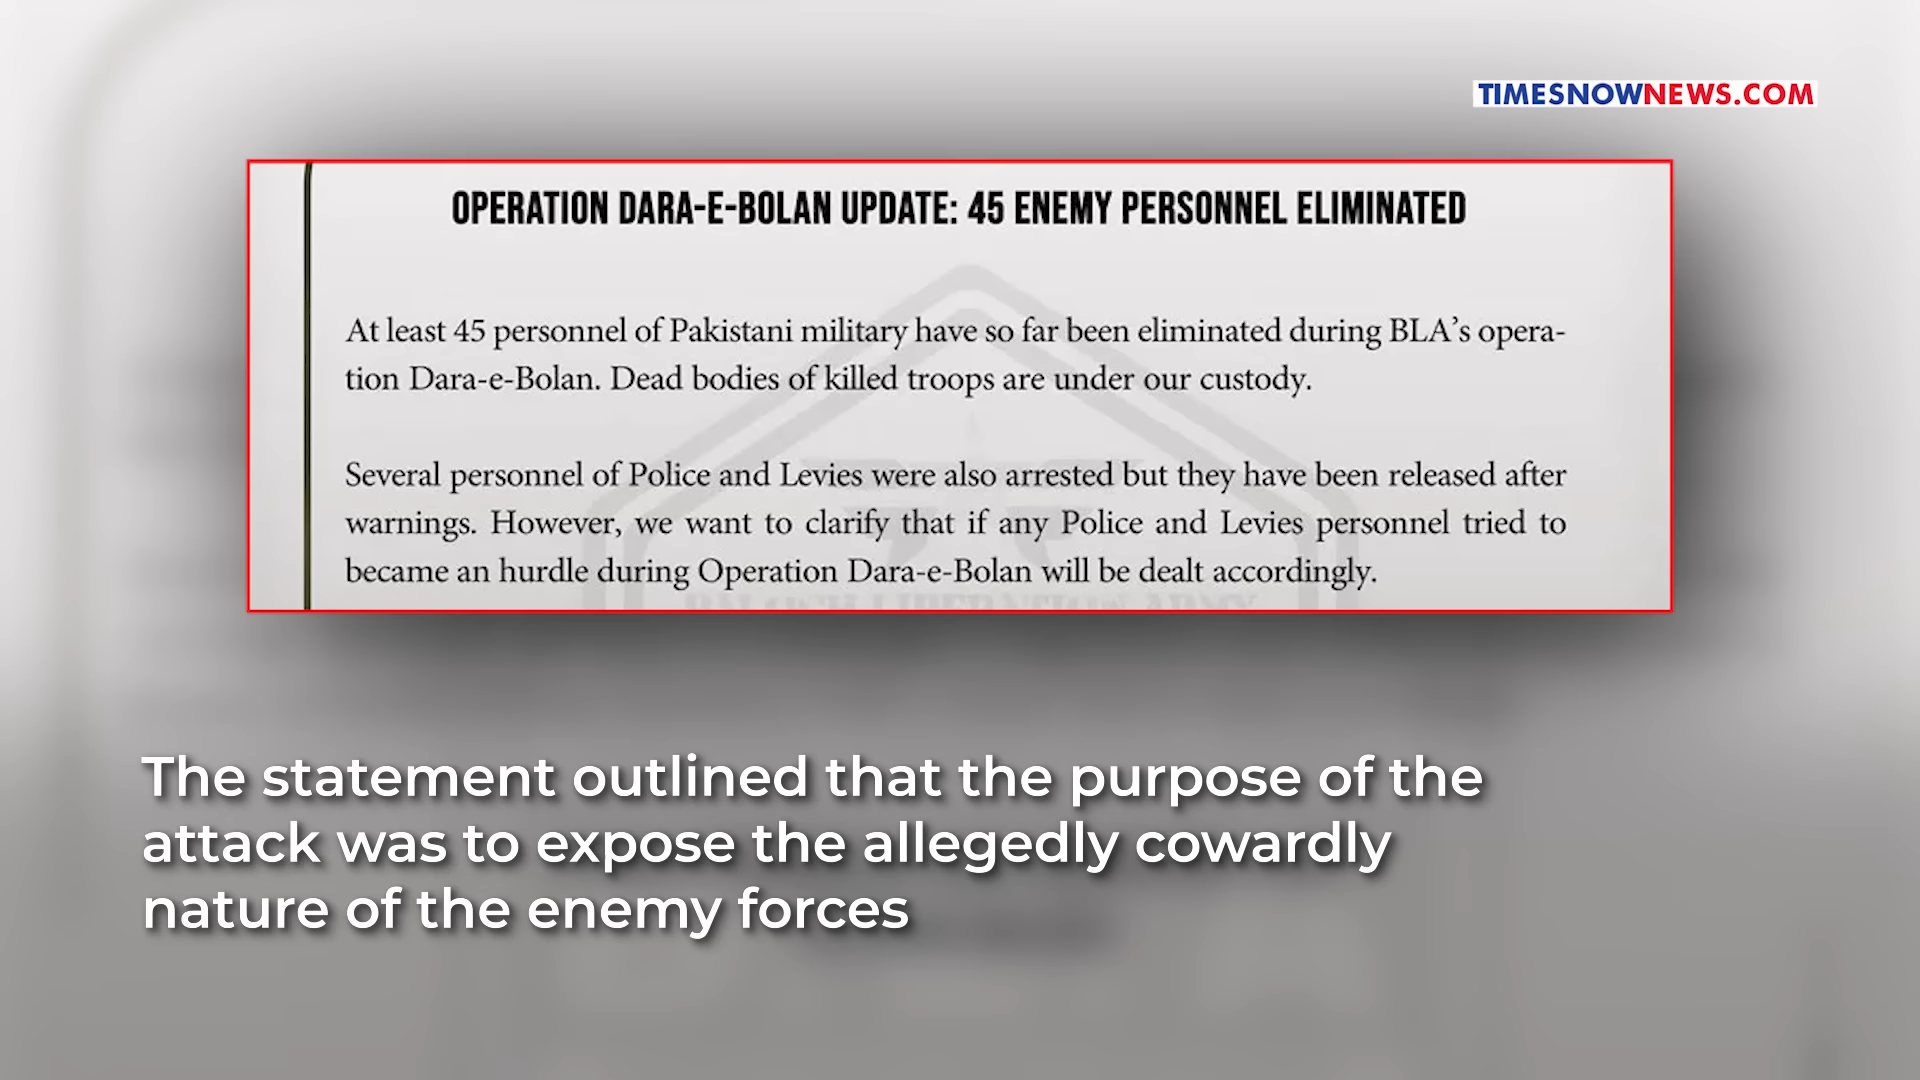 TIMESNOWNEWS.COM
OPERATION DARA-E-BOLAN UPDATE: 45 ENEMY PERSONNEL ELIMINATED
At least 45 personnel of Pakistani military have so far been eliminated during BLA's opera-
tion Dara-e-Bolan. Dead bodies of killed troops are under our custody.
Several personnel of Police and Levies were also arrested but they have been released after
warnings. However, we want to clarify that if any Police and Levies personnel tried to
became an hurdle during Operation Dara-e-Bolan will be dealt accordingly.
BALOCH LIBERATION ARMY
The statement outlined that the purpose of the
attack was to expose the allegedly cowardly
nature of the enemy forces